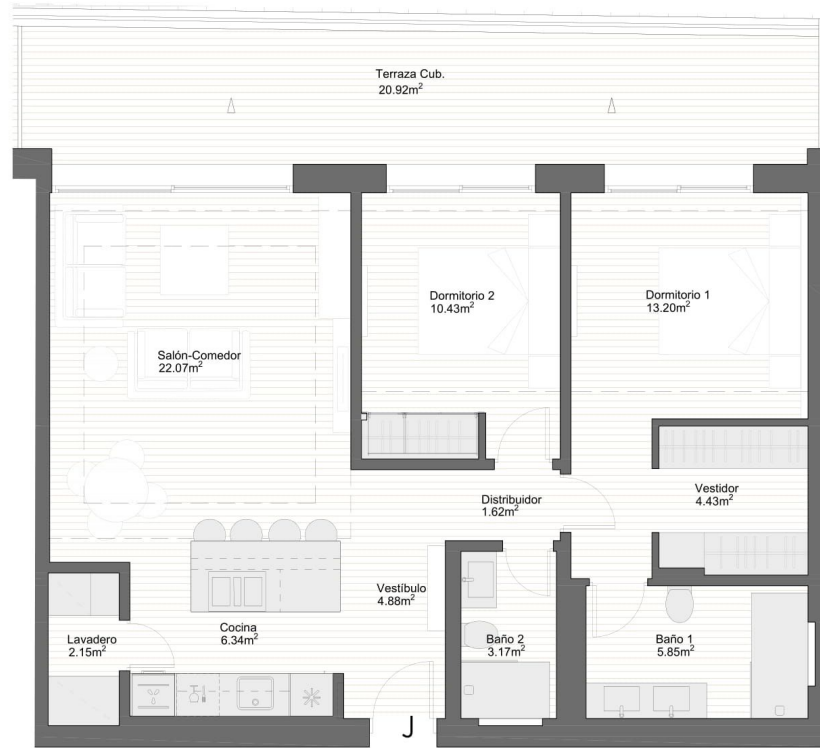 Terraza Cub.
20.92m²
Dormitorio 2
10.43m²
Dormitorio 1
13.20m²
Salón-Comedor
22.07m²
Vestidor
4.43m²
Distribuidor
1.62m²
Vestíbulo
4.88m²
Cocina
6.34m²
Lavadero
2.15m²
Baño 2
3.17m²
Baño 1
5.85m²
J